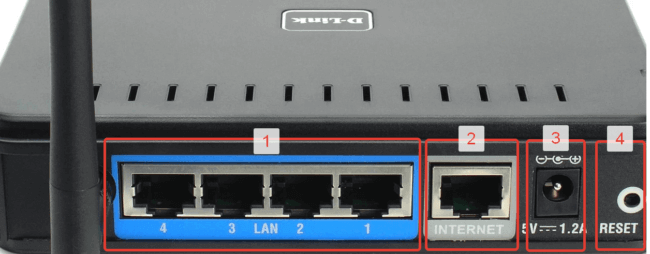 D-Link
1
2
3
4
4 3 LAN 2 1
INTERNET
5V 1.2A
RESET